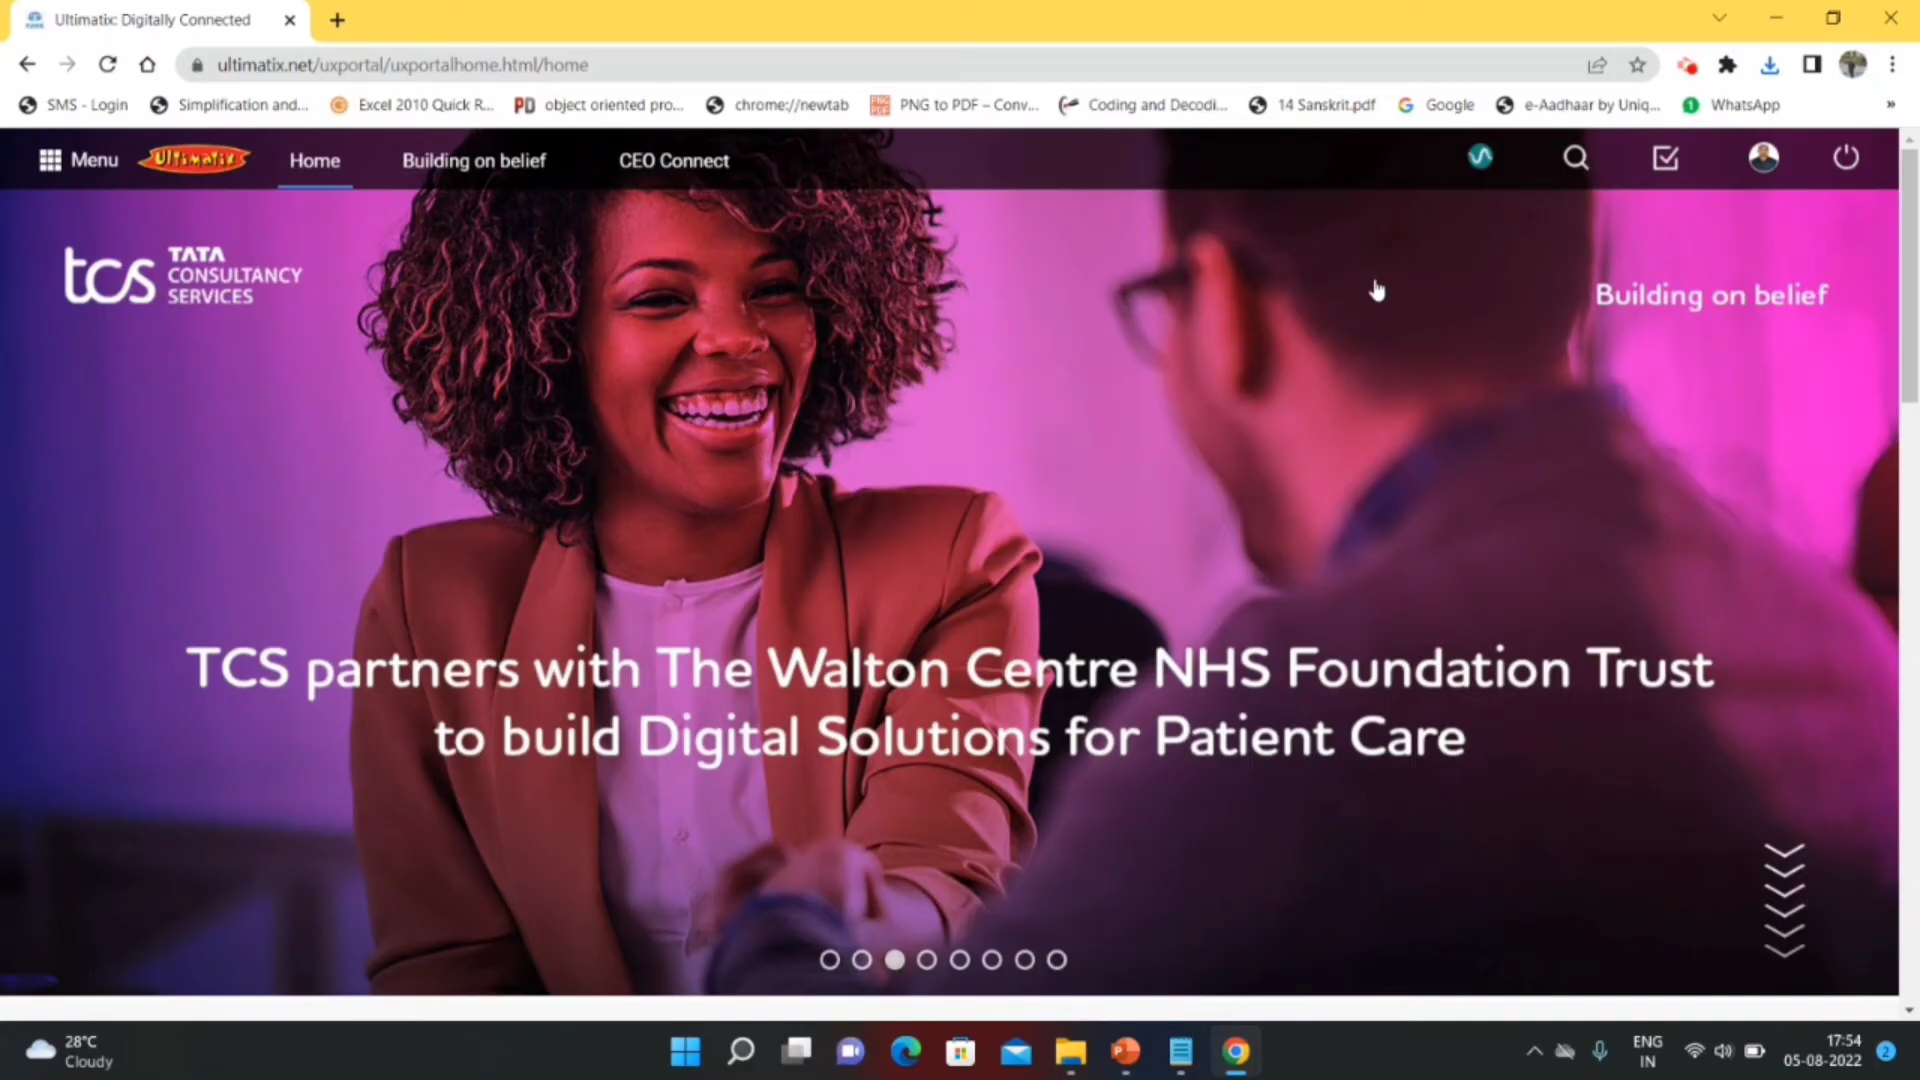 Ultimatix: Digitally Connected
ultimatix.net/uxportal/uxportalhome.html/home
SMS - Login
Simplification and...
Excel 2010 Quick R...
PD object oriented pro...
chrome://newtab
PNG to PDF – Conv...
Coding and Decodi...
14 Sanskrit.pdf
Google
e-Aadhaar by Uniq...
WhatsApp
»
Menu
Ultimatix
Home
Building on belief
CEO Connect
tcs TATA
CONSULTANCY
SERVICES
Building on belief
TCS partners with The Walton Centre NHS Foundation Trust
to build Digital Solutions for Patient Care
28°C
Cloudy
ENG
IN
17:54
05-08-2022
2